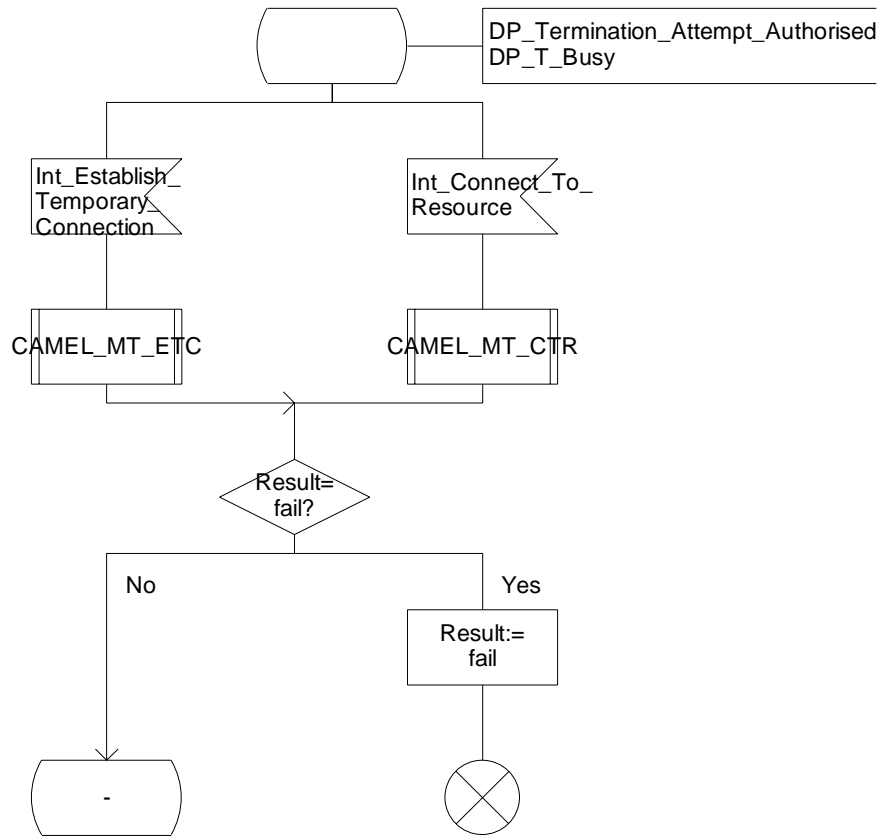 DP_Termination_Attempt_Authorised
DP_T_Busy
Int_Establish_
Temporary_
Connection
Int_Connect_To_
Resource
CAMEL_MT_ETC
CAMEL_MT_CTR
Result=
fail?
No
Yes
Result:=
fail
-